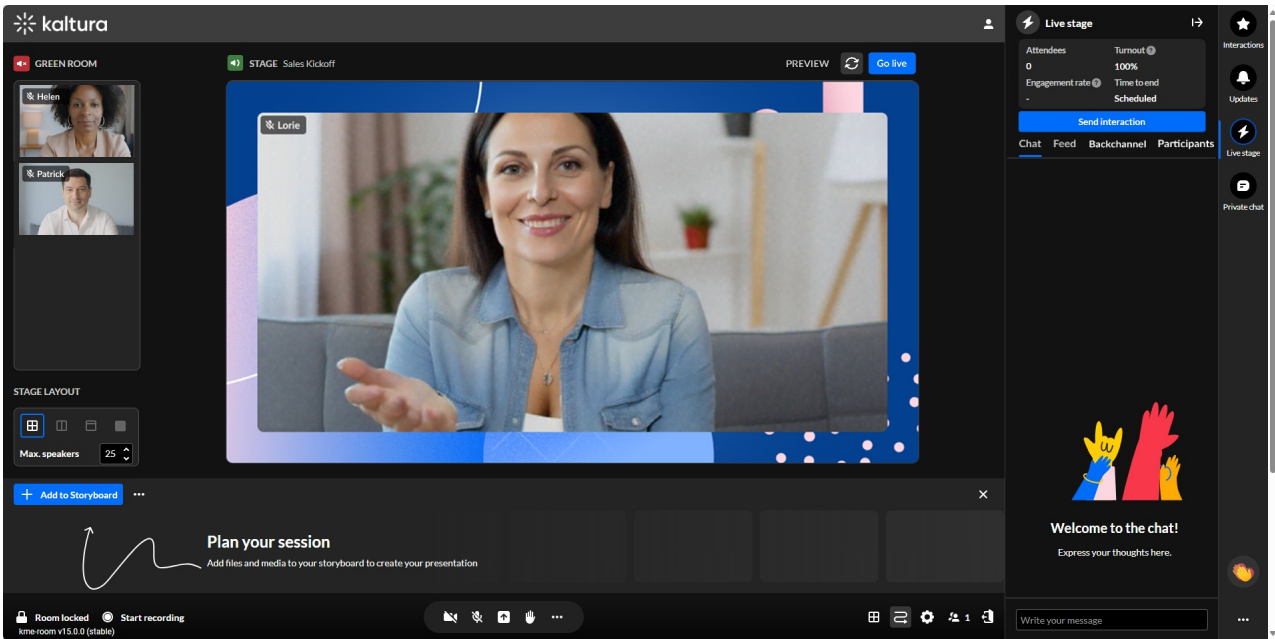 kaltura
GREEN ROOM
Helen
Patrick
STAGE LAYOUT
Max. speakers 25
STAGE Sales Kickoff
PREVIEW
Go live
Lorie
Add to Storyboard
Plan your session
Add files and media to your storyboard to create your presentation
Room locked Start recording
kme-room v15.0.0 (stable)
1
Live stage
Attendees Turnout ?
0 100%
Engagement rate ? Time to end
- Scheduled
Send interaction
Chat Feed Backchannel Participants
Welcome to the chat!
Express your thoughts here.
Write your message
Interactions
Updates
Live stage
Private chat